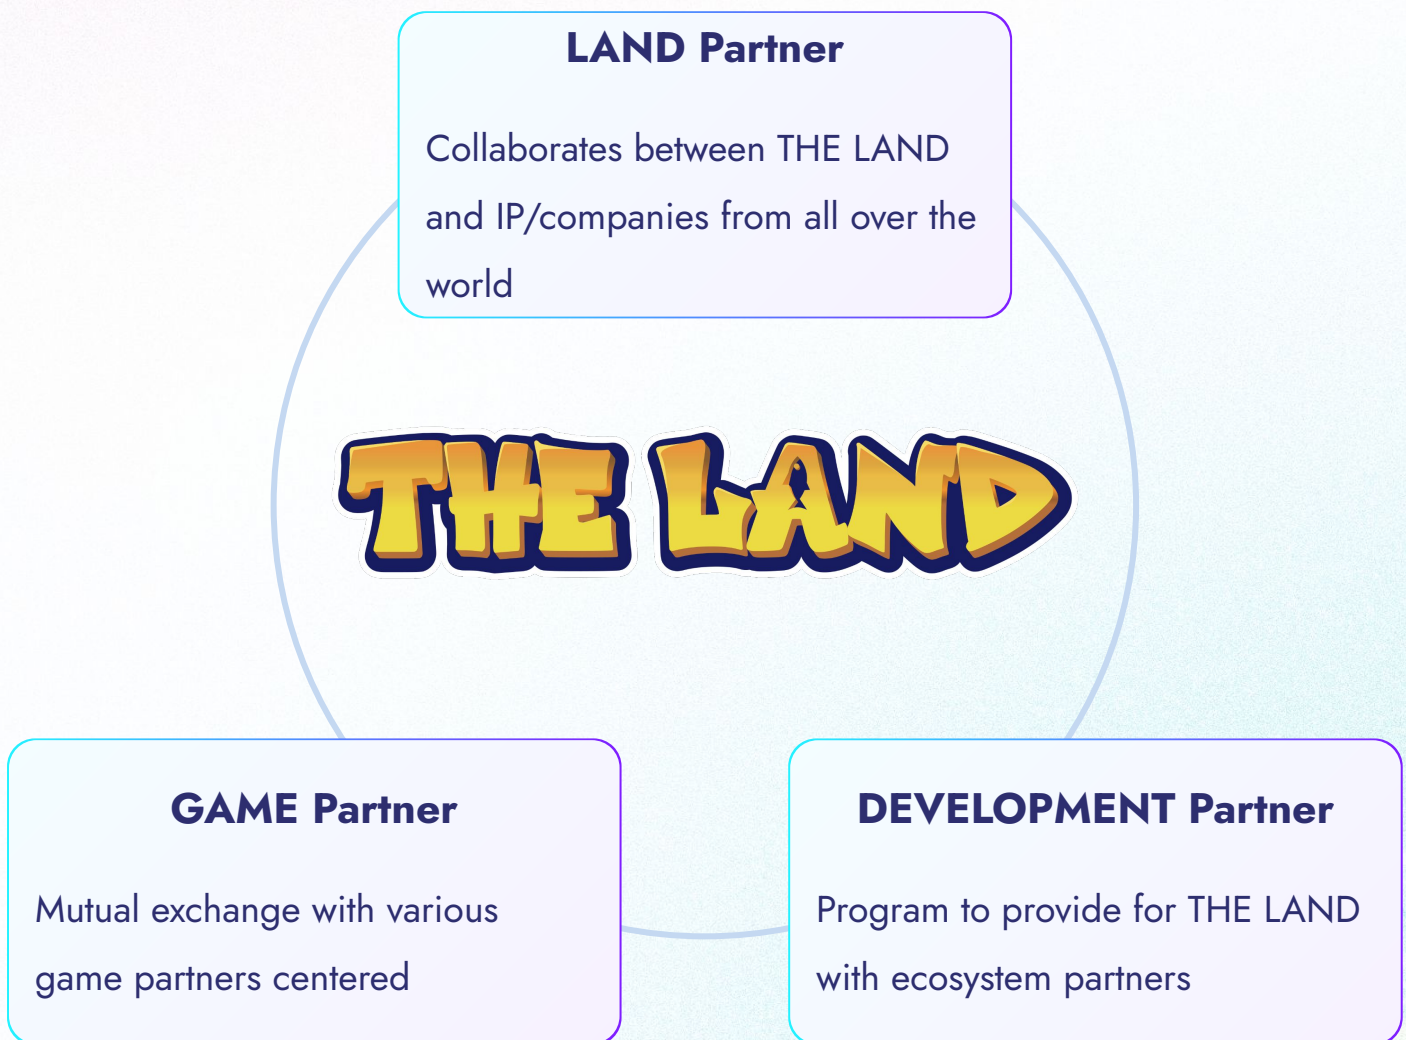 LAND Partner
Collaborates between THE LAND
and IP/companies from all over the
world
THE LAND
GAME Partner
Mutual exchange with various
game partners centered
DEVELOPMENT Partner
Program to provide for THE LAND
with ecosystem partners